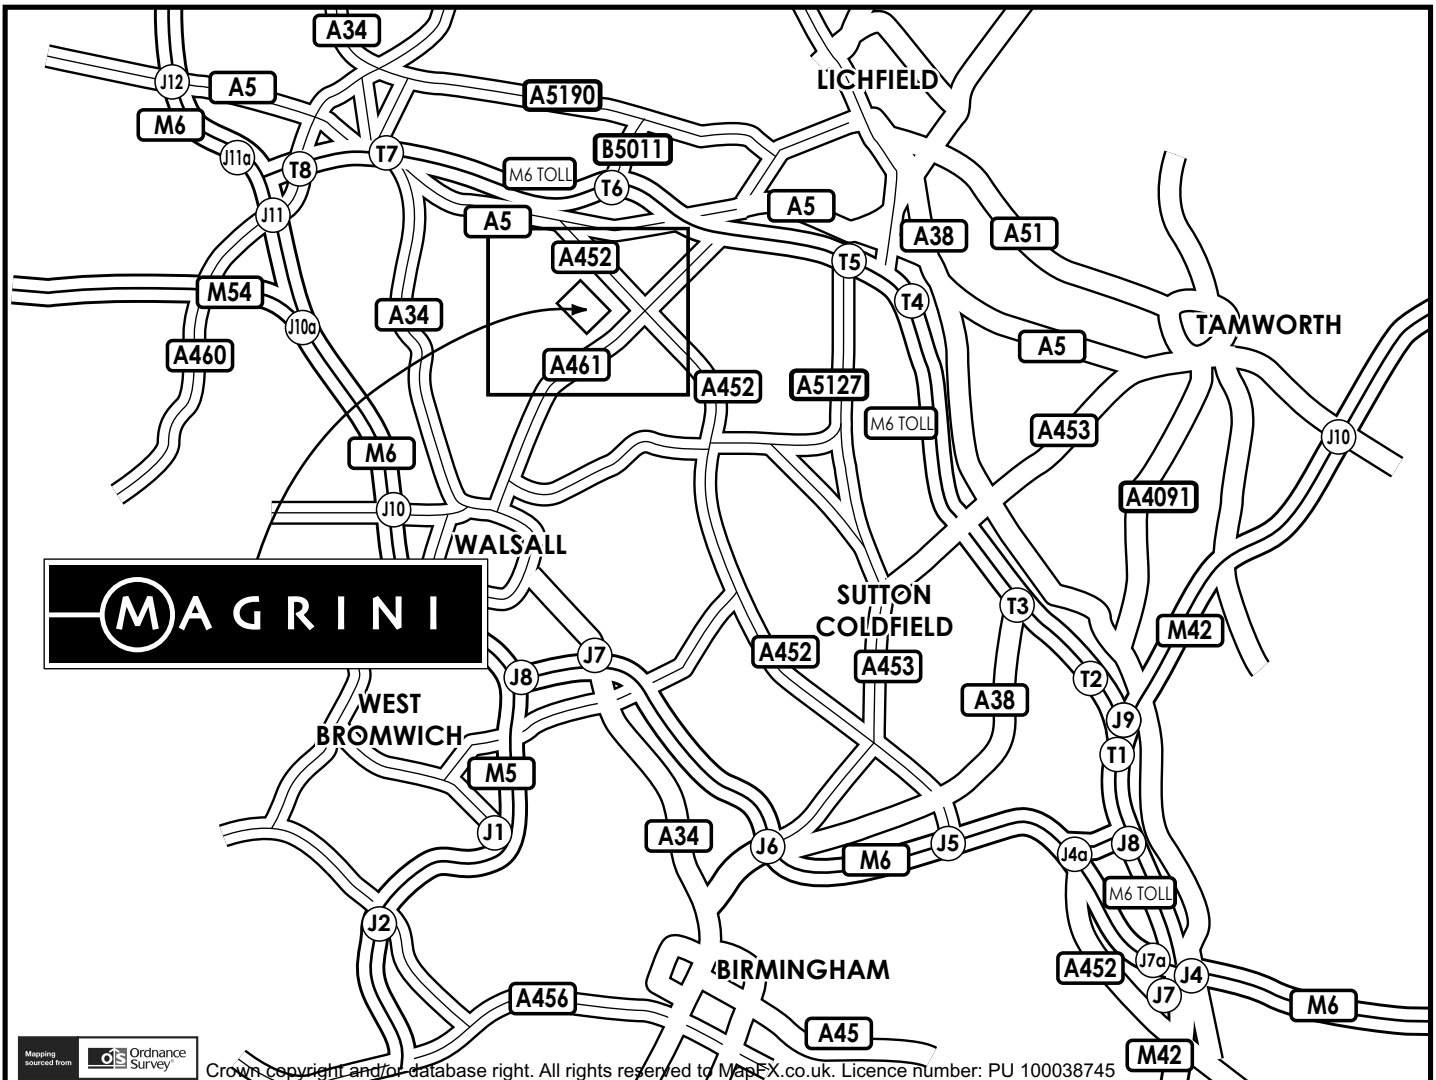 A34
LICHFIELD
J12
A5
A5190
M6
B5011
J11a
T8
T7
M6 TOLL
T6
J11
A5
A5
A38
A51
A452
T5
M54
T4
A34
J10a
TAMWORTH
A460
A461
A5
A452
A5127
M6 TOLL
A453
J10
M6
A4091
J10
WALSALL
MAGRINI
SUTTON
COLDFIELD
T3
M42
A452
A453
J7
J8
T2
A38
WEST
BROMWICH
J9
T1
M5
J1
A34
J6
M6
J5
J4a
J8
M6 TOLL
J2
BIRMINGHAM
A452
J7a
J4
J7
A456
M6
A45
M42
Mapping
sourced from
OS
Ordnance
Survey®
Crown copyright and/or database right. All rights reserved to MapFX.co.uk. Licence number: PU 100038745